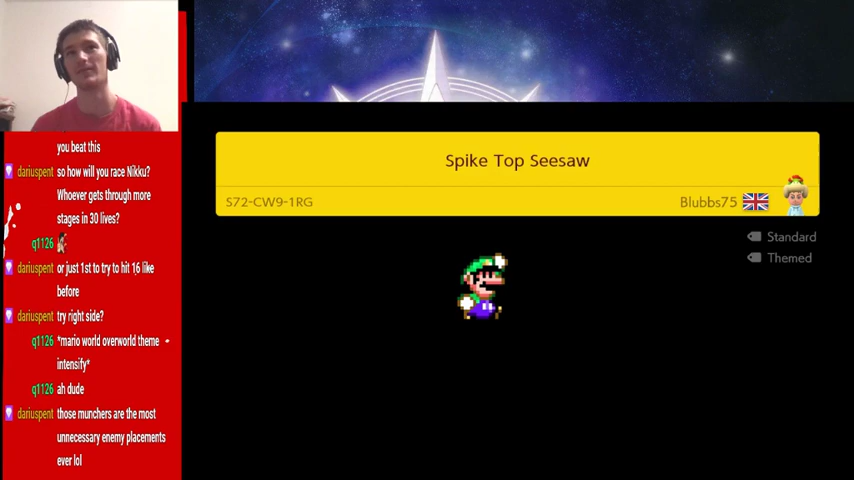 you beat this
dariuspent so how will you race Nikku?
Whoever gets through more
stages in 30 lives?
q1126
dariuspent or just 1st to try to hit 16 like
before
dariuspent try right side?
q1126 *mario world overworld theme
intensify*
q1126 ah dude
dariuspent those munchers are the most
unnecessary enemy placements
ever lol
Spike Top Seesaw
S72-CW9-1RG
Blubbs75
Standard
Themed